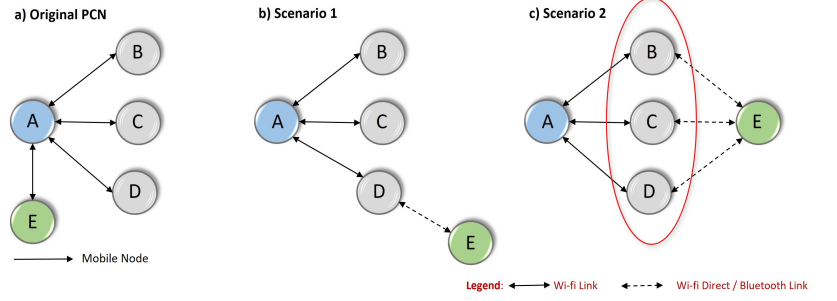 a) Original PCN
B
A
C
D
E
Mobile Node
b) Scenario 1
B
A
C
D
E
c) Scenario 2
B
A
C
E
D
Legend: Wi-fi Link Wi-fi Direct / Bluetooth Link